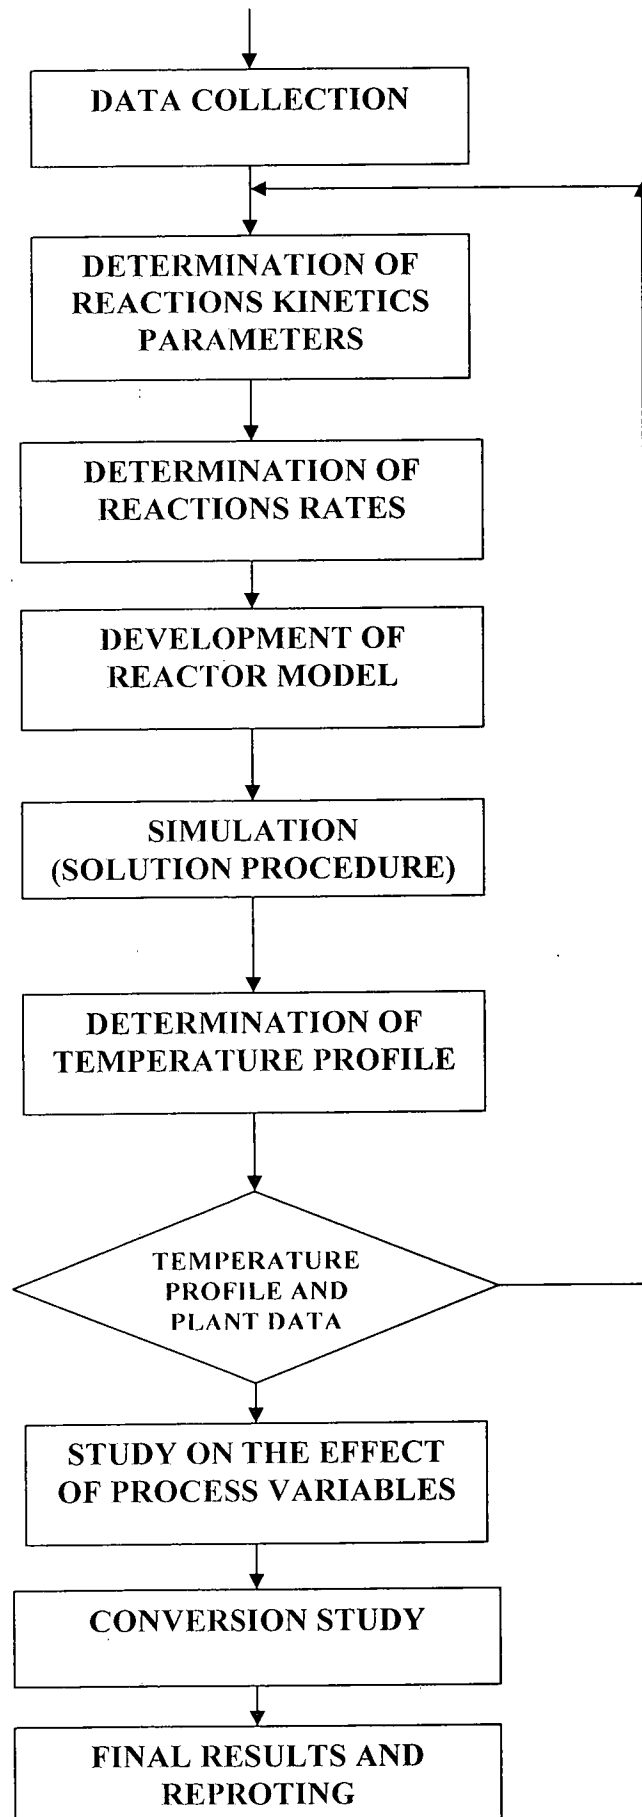 DATA COLLECTION
DETERMINATION OF
REACTIONS KINETICS
PARAMETERS
DETERMINATION OF
REACTIONS RATES
DEVELOPMENT OF
REACTOR MODEL
SIMULATION
(SOLUTION PROCEDURE)
DETERMINATION OF
TEMPERATURE PROFILE
TEMPERATURE
PROFILE AND
PLANT DATA
STUDY ON THE EFFECT
OF PROCESS VARIABLES
CONVERSION STUDY
FINAL RESULTS AND
REPROTING